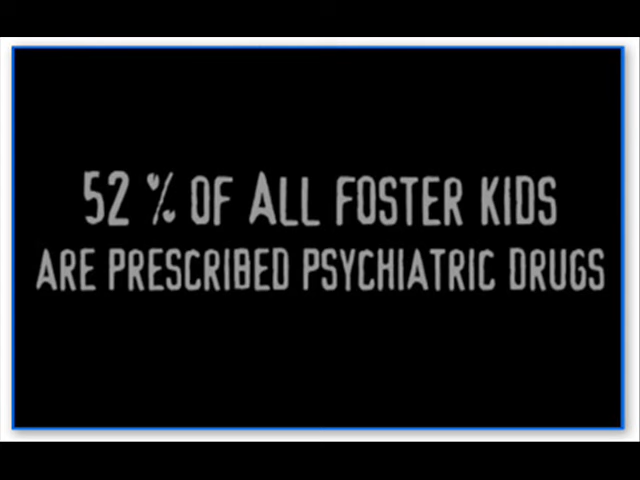 52 % OF ALL FOSTER KIDS
ARE PRESCRIBED PSYCHIATRIC DRUGS